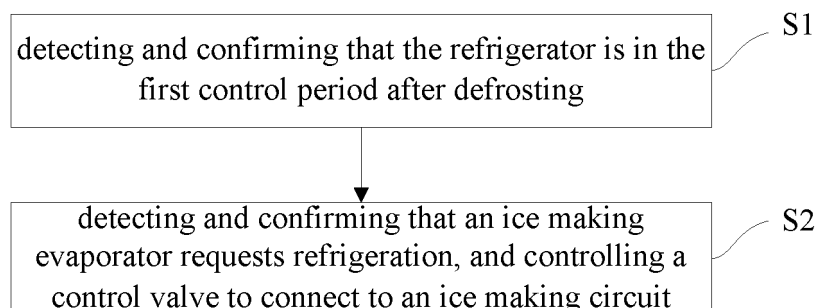 detecting and confirming that the refrigerator is in the
first control period after defrosting
S1
detecting and confirming that an ice making
evaporator requests refrigeration, and controlling a
control valve to connect to an ice making circuit
S2